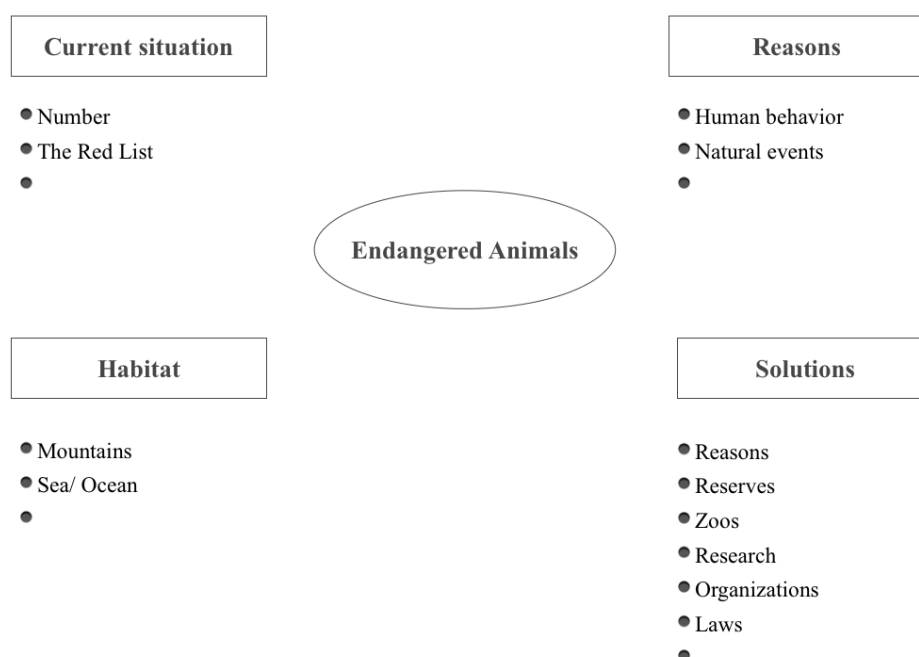 Current situation
Number
The Red List
Reasons
Human behavior
Natural events
Endangered Animals
Habitat
Mountains
Sea/ Ocean
Solutions
Reasons
Reserves
Zoos
Research
Organizations
Laws